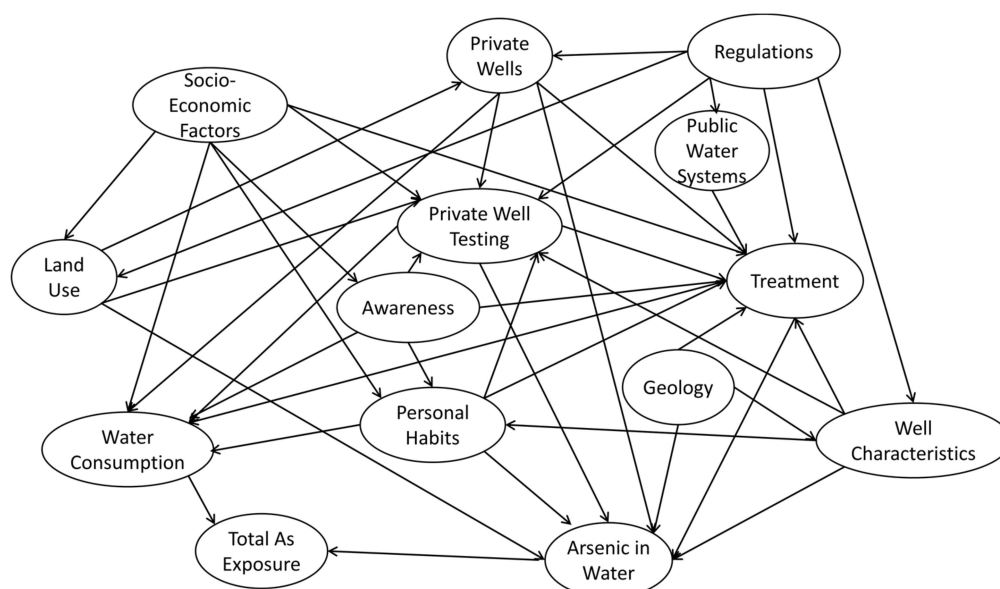 Private
Wells
Regulations
Socio-
Economic
Factors
Public
Water
Systems
Private Well
Testing
Land
Use
Treatment
Awareness
Geology
Personal
Habits
Water
Consumption
Well
Characteristics
Total As
Exposure
Arsenic in
Water